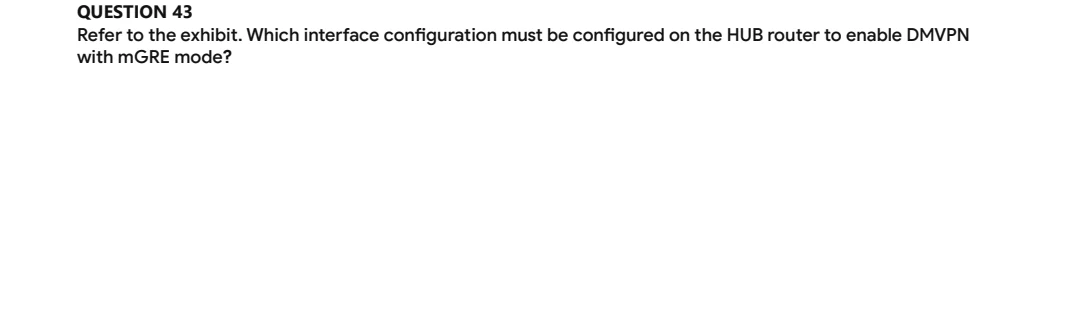 QUESTION 43
Refer to the exhibit. Which interface configuration must be configured on the HUB router to enable DMVPN
with mGRE mode?